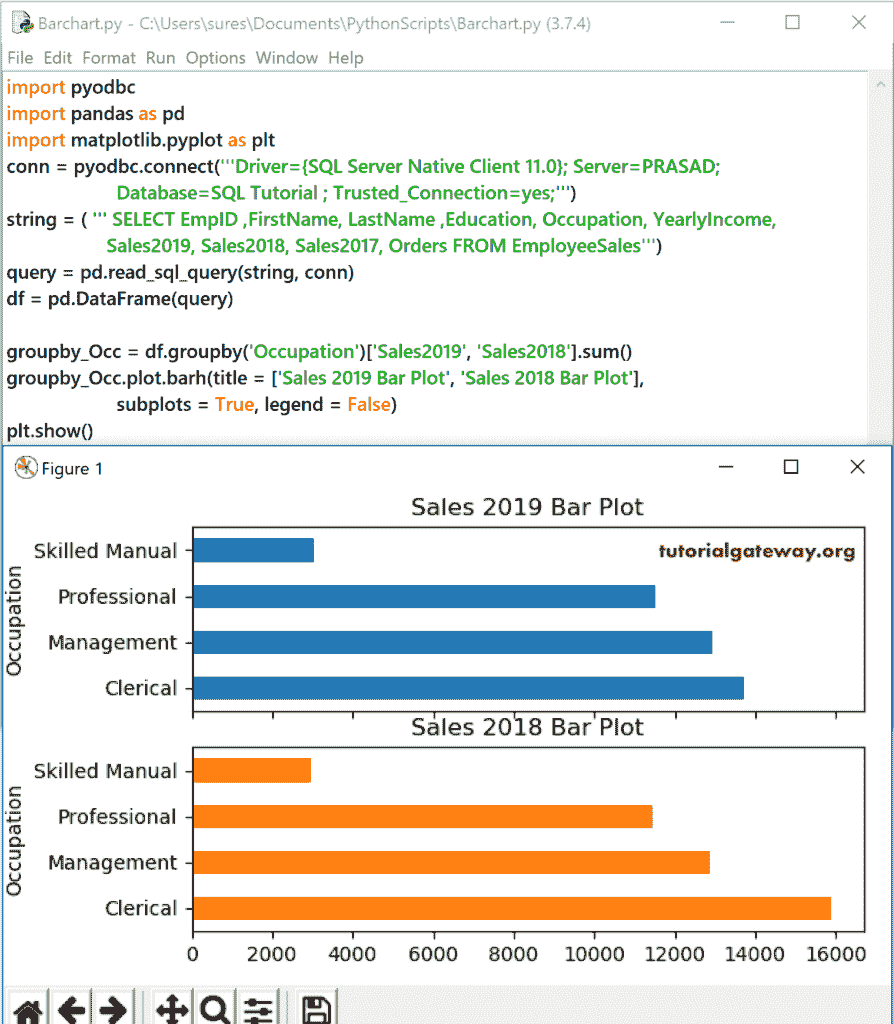 Barchart.py - C:\Users\sures\Documents\PythonScripts\Barchart.py (3.7.4)
File Edit Format Run Options Window Help
import pyodbc
import pandas as pd
import matplotlib.pyplot as plt
conn = pyodbc.connect('''Driver={SQL Server Native Client 11.0}; Server=PRASAD;
Database=SQL Tutorial ; Trusted_Connection=yes;''')
string = ( ''' SELECT EmpID ,FirstName, LastName ,Education, Occupation, YearlyIncome,
Sales2019, Sales2018, Sales2017, Orders FROM EmployeeSales''')
query = pd.read_sql_query(string, conn)
df = pd.DataFrame(query)
groupby_Occ = df.groupby('Occupation')['Sales2019', 'Sales2018'].sum()
groupby_Occ.plot.barh(title = ['Sales 2019 Bar Plot', 'Sales 2018 Bar Plot'],
subplots = True, legend = False)
plt.show()
Figure 1
Sales 2019 Bar Plot
tutorialgateway.org
Occupation
Skilled Manual
Professional
Management
Clerical
Sales 2018 Bar Plot
Occupation
Skilled Manual
Professional
Management
Clerical
0 2000 4000 6000 8000 10000 12000 14000 16000